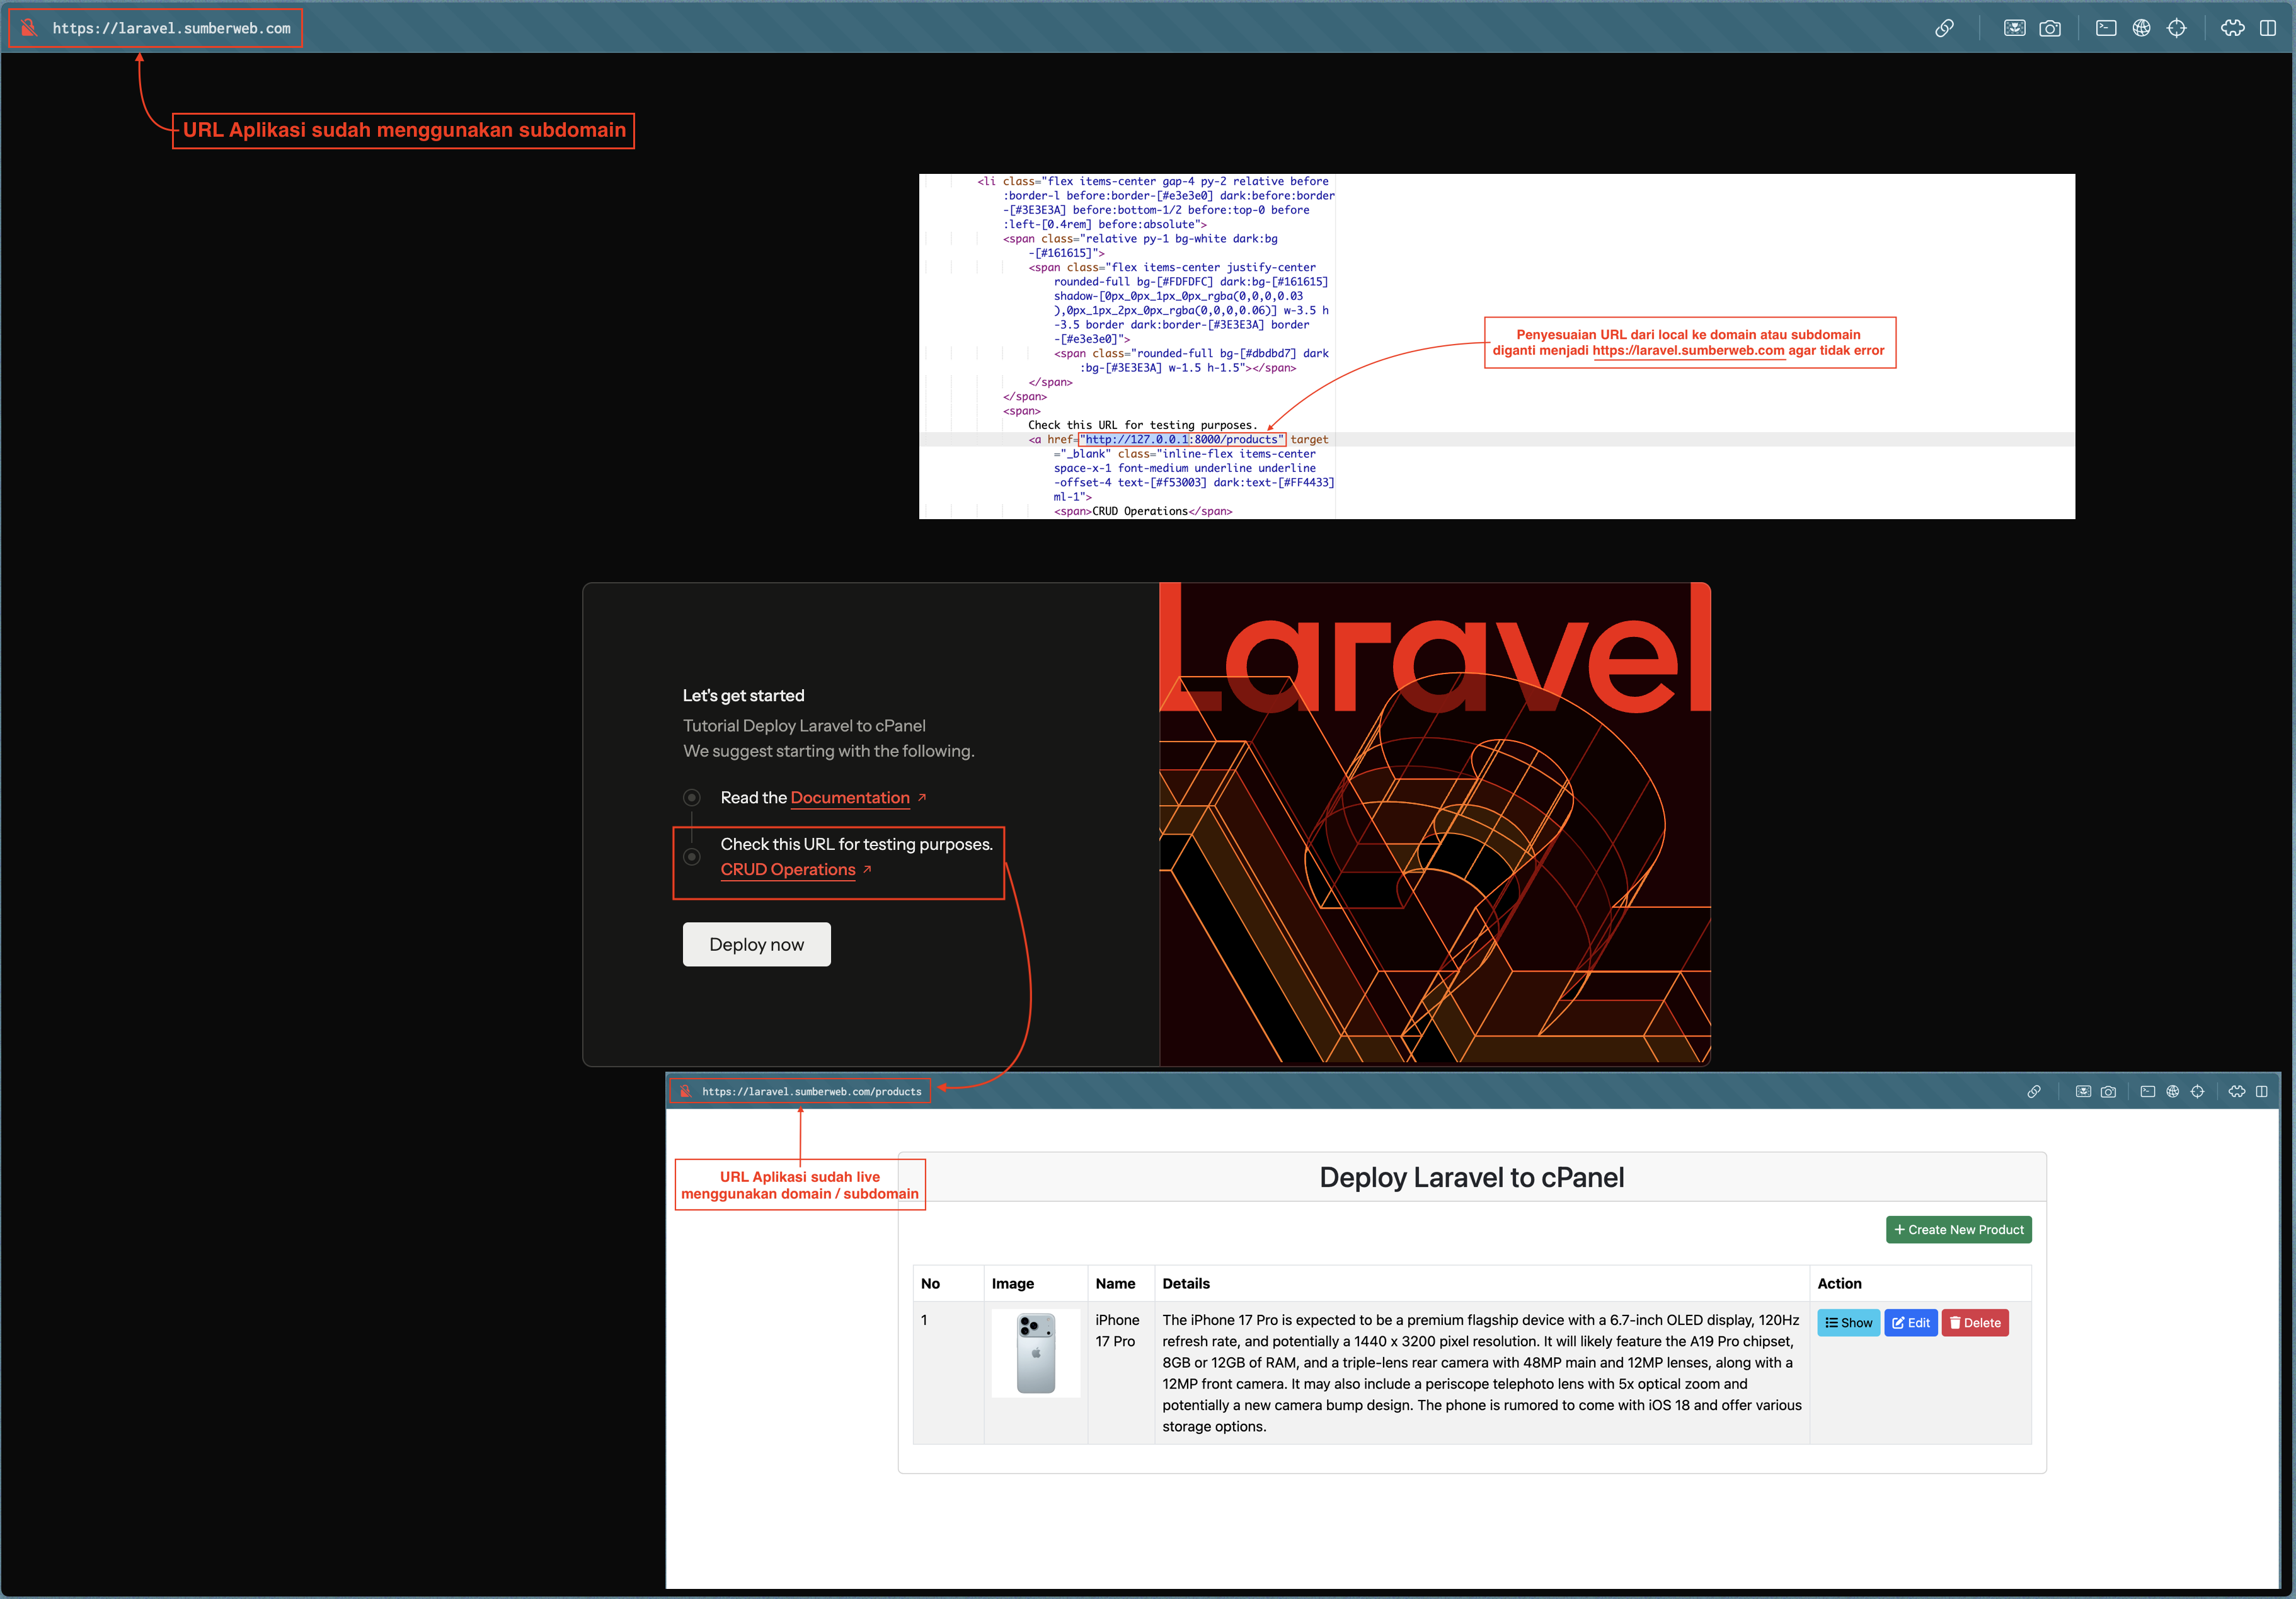 https://laravel.sumberweb.com
URL Aplikasi sudah menggunakan subdomain
<li class="flex items-center gap-4 py-2 relative before
:border-l before:border-[#e3e3e0] dark:before:border
-[#3E3E3A] before:bottom-1/2 before:top-0 before
:left-[0.4rem] before:absolute">
<span class="relative py-1 bg-white dark:bg
-[#161615]">
<span class="flex items-center justify-center
rounded-full bg-[#FDFDFC] dark:bg-[#161615]
shadow-[0px_0px_1px_0px_rgba(0,0,0,0.03
),0px_1px_2px_0px_rgba(0,0,0,0.06)] w-3.5 h
-3.5 border dark:border-[#3E3E3A] border
-[#e3e3e0]">
<span class="rounded-full bg-[#dbdbd7] dark
:bg-[#3E3E3A] w-1.5 h-1.5"></span>
</span>
</span>
<span>
Check this URL for testing purposes.
<a href="http://127.0.0.1:8000/products" target
="_blank" class="inline-flex items-center
space-x-1 font-medium underline underline
-offset-4 text-[#f53003] dark:text-[#FF4433]
ml-1">
<span>CRUD Operations</span>
Penyesuaian URL dari local ke domain atau subdomain
diganti menjadi https://laravel.sumberweb.com agar tidak error
Laravel
Let's get started
Tutorial Deploy Laravel to cPanel
We suggest starting with the following.
Read the Documentation
Check this URL for testing purposes.
CRUD Operations
Deploy now
https://laravel.sumberweb.com/products
URL Aplikasi sudah live
menggunakan domain / subdomain
Deploy Laravel to cPanel
Create New Product
No Image Name Details Action
1
iPhone
17 Pro
The iPhone 17 Pro is expected to be a premium flagship device with a 6.7-inch OLED display, 120Hz
refresh rate, and potentially a 1440 x 3200 pixel resolution. It will likely feature the A19 Pro chipset,
8GB or 12GB of RAM, and a triple-lens rear camera with 48MP main and 12MP lenses, along with a
12MP front camera. It may also include a periscope telephoto lens with 5x optical zoom and
potentially a new camera bump design. The phone is rumored to come with iOS 18 and offer various
storage options.
Show Edit Delete